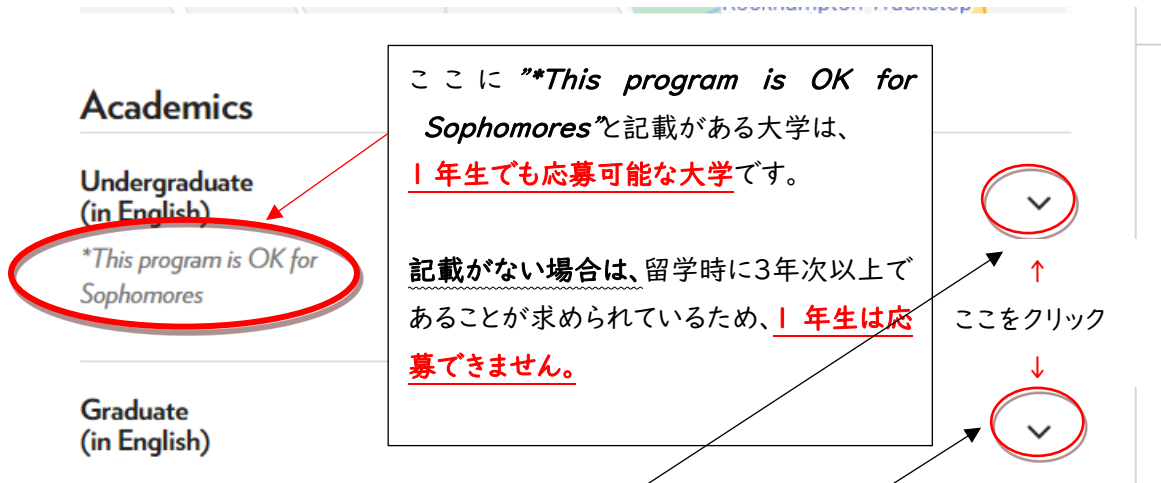 Rockhampton Truckstop
Academics
Undergraduate
(in English)
*This program is OK for
Sophomores
ここに"*This program is OK for
Sophomores"と記載がある大学は、
1年生でも応募可能な大学です。
記載がない場合は、留学時に3年次以上で
あることが求められているため、1 年生は応
募できません。
↑
ここをクリック
↓
Graduate
(in English)